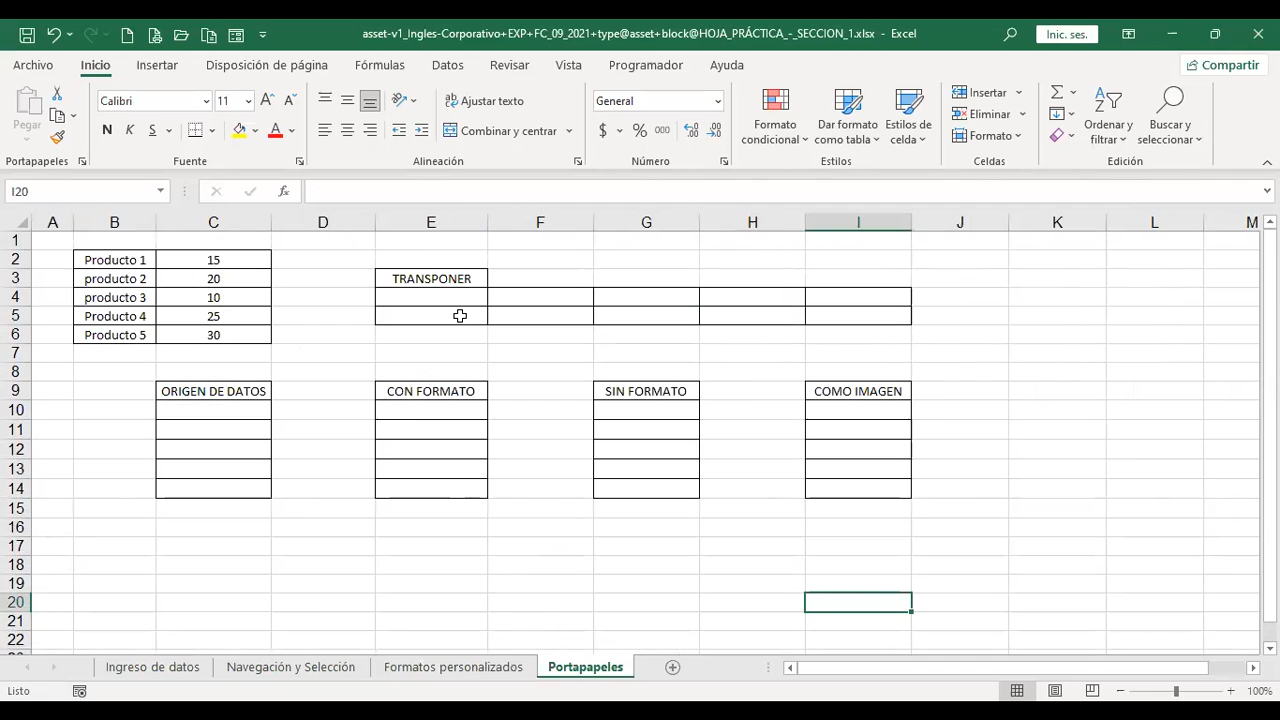 asset-v1_Ingles-Corporativo+EXP+FC_09_2021+type@asset+block@HOJA_PRÁCTICA_-_SECCION_1.xlsx - Excel
Inic. ses.
Archivo Inicio Insertar Disposición de página Fórmulas Datos Revisar Vista Programador Ayuda
Compartir
Pegar
Portapapeles
Calibri 11
N K S
Fuente
Ajustar texto
Combinar y centrar
Alineación
General
$ % 000
Número
Formato condicional
Dar formato como tabla
Estilos de celda
Estilos
Insertar
Eliminar
Formato
Celdas
Ordenar y filtrar
Buscar y seleccionar
Edición
I20
fx
A B C D E F G H I J K L M
1
2 Producto 1 15
3 producto 2 20 TRANSPONER
4 producto 3 10
5 Producto 4 25
6 Producto 5 30
7
8
9 ORIGEN DE DATOS CON FORMATO SIN FORMATO COMO IMAGEN
10
11
12
13
14
15
16
17
18
19
20
21
22
Ingreso de datos Navegación y Selección Formatos personalizados Portapapeles
Listo
100%